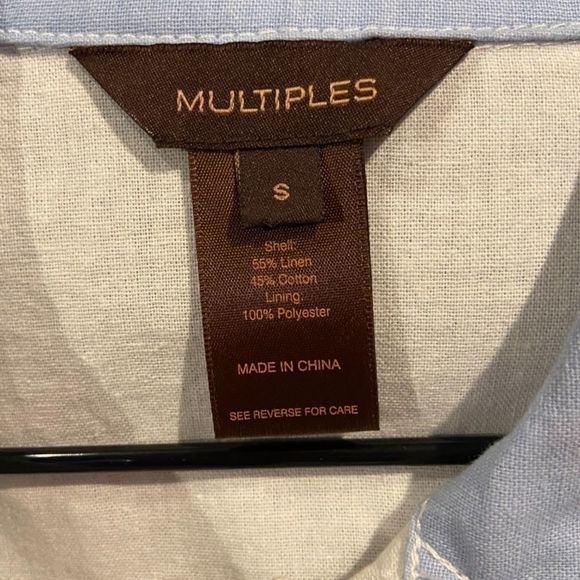 MULTIPLES
S
Shell:
55% Linen
45% Cotton
Lining:
100% Polyester
MADE IN CHINA
SEE REVERSE FOR CARE